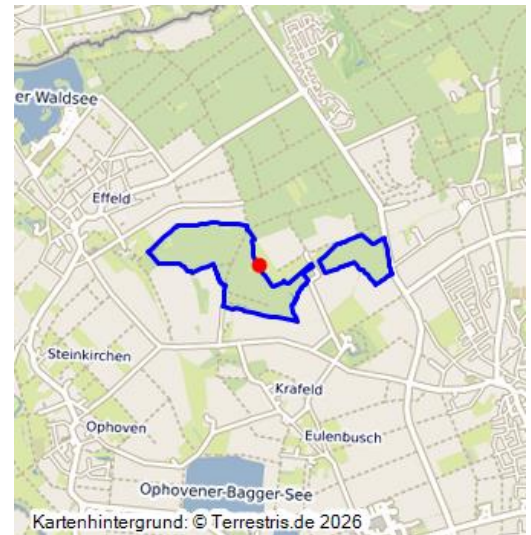 er Waldsee
Effeld
Steinkirchen
Krafeld
Ophoven
Eulenbusch
Ophovener-Bagger-See
Kartenhintergrund: © Terrestris.de 2026